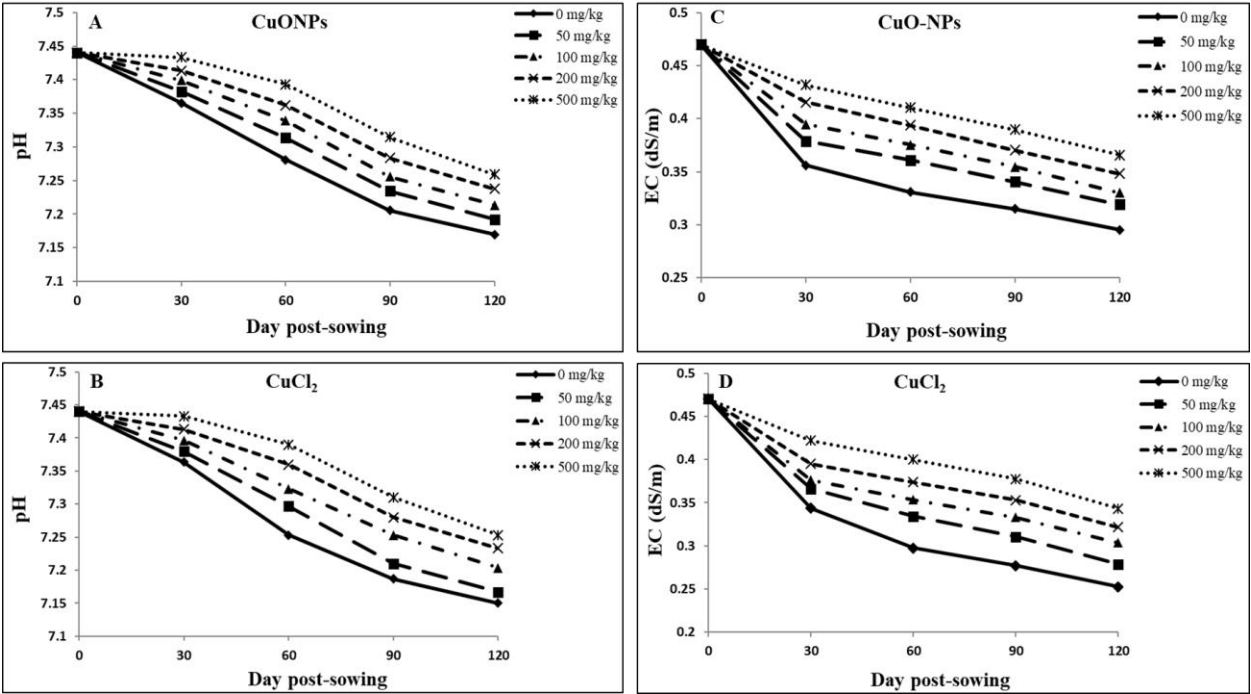 A
CuONPs
0 mg/kg
50 mg/kg
100 mg/kg
200 mg/kg
500 mg/kg
7.45
7.4
7.35
7.3
7.25
7.2
7.15
7.1
pH
0
30
60
90
120
Day post-sowing
C
CuO-NPs
0 mg/kg
50 mg/kg
100 mg/kg
200 mg/kg
500 mg/kg
0.5
0.45
0.4
0.35
0.3
0.25
EC (dS/m)
0
30
60
90
120
Day post-sowing
B
CuCl₂
0 mg/kg
50 mg/kg
100 mg/kg
200 mg/kg
500 mg/kg
7.45
7.4
7.35
7.3
7.25
7.2
7.15
7.1
pH
0
30
60
90
120
Day post-sowing
D
CuCl₂
0 mg/kg
50 mg/kg
100 mg/kg
200 mg/kg
500 mg/kg
0.5
0.45
0.4
0.35
0.3
0.25
0.2
EC (dS/m)
0
30
60
90
120
Day post-sowing